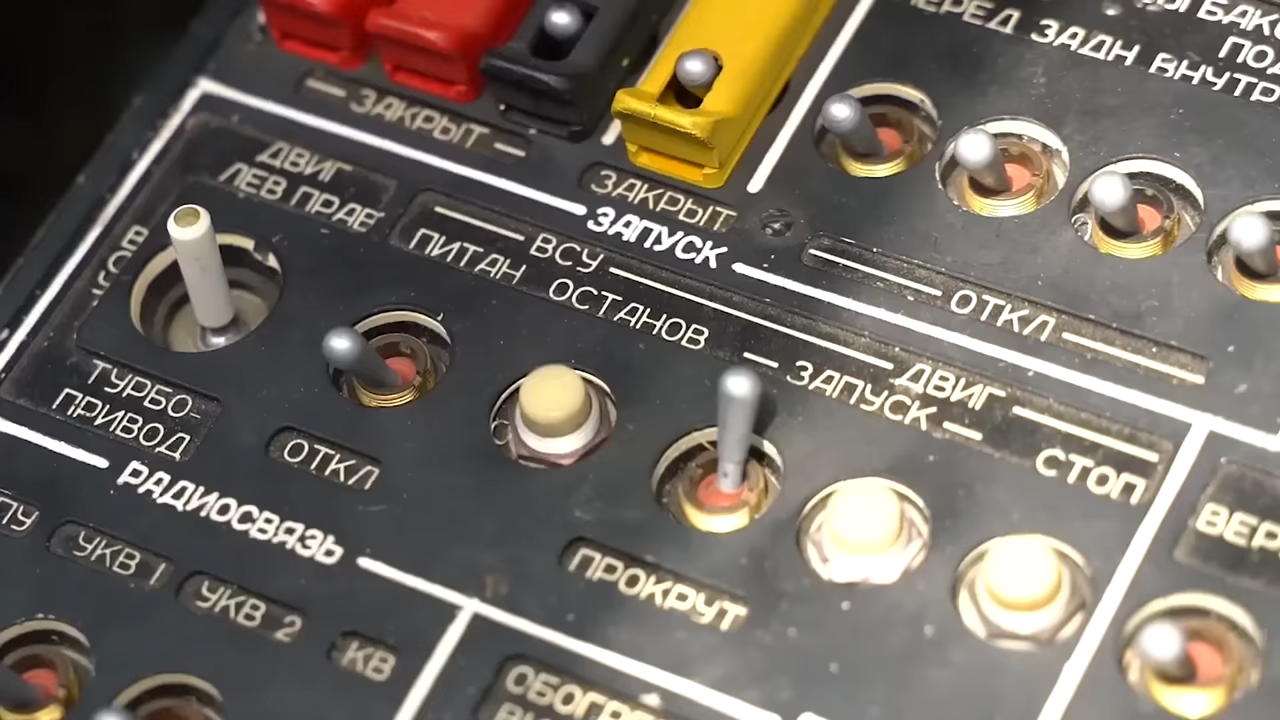 ПЕРЕД ЗАДН ВНУТР
ЗАКРЫТ
ЗАКРЫТ
ДВИГ
ЛЕВ ПРАВ
ЗАПУСК
ОТКЛ
ВСУ
ПИТАН ОСТАНОВ
ДВИГ
ЗАПУСК
СТОП
ТУРБО-
ПРИВОД
ОТКЛ
ПРОКРУТ
РАДИОСВЯЗЬ
УКВ 1
УКВ 2
КВ